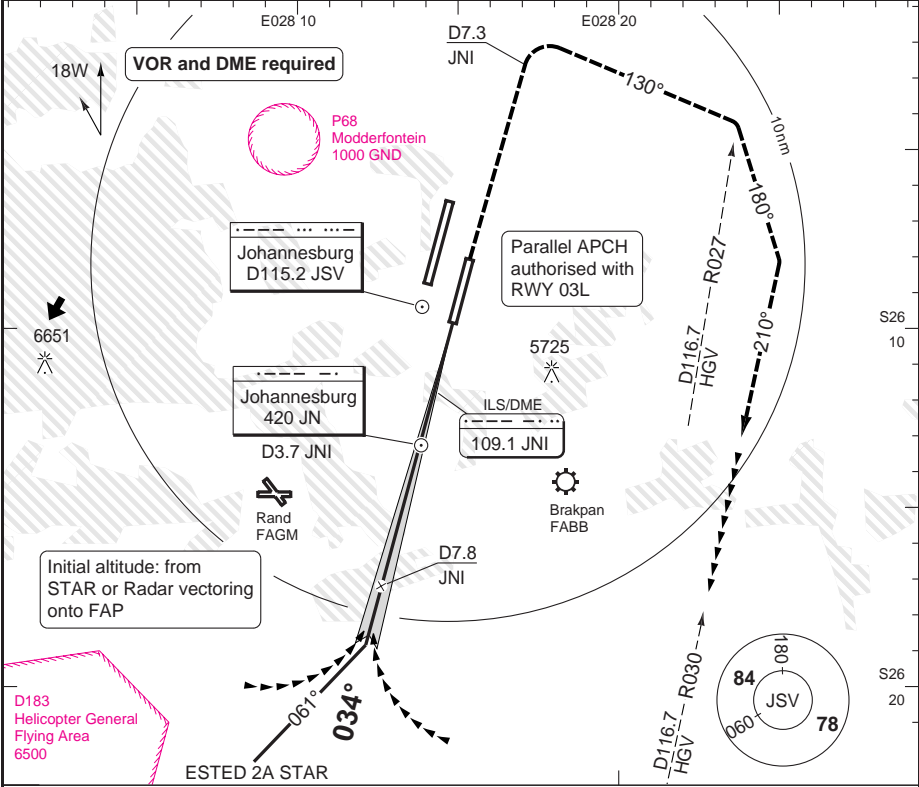 E028 10
E028 20
18W
VOR and DME required
D7.3
JNI
130°
10nm
P68
Modderfontein
1000 GND
180°
Johannesburg
D115.2 JSV
Parallel APCH
authorised with
RWY 03L
R027
D116.7
HGV
210°
S26
10
6651
5725
Johannesburg
420 JN
D3.7 JNI
ILS/DME
109.1 JNI
Rand
FAGM
Brakpan
FABB
D7.8
JNI
Initial altitude: from
STAR or Radar vectoring
onto FAP
D183
Helicopter General
Flying Area
6500
061°
034°
ESTED 2A STAR
R030
D116.7
HGV
180
84
JSV
060
78
S26
20